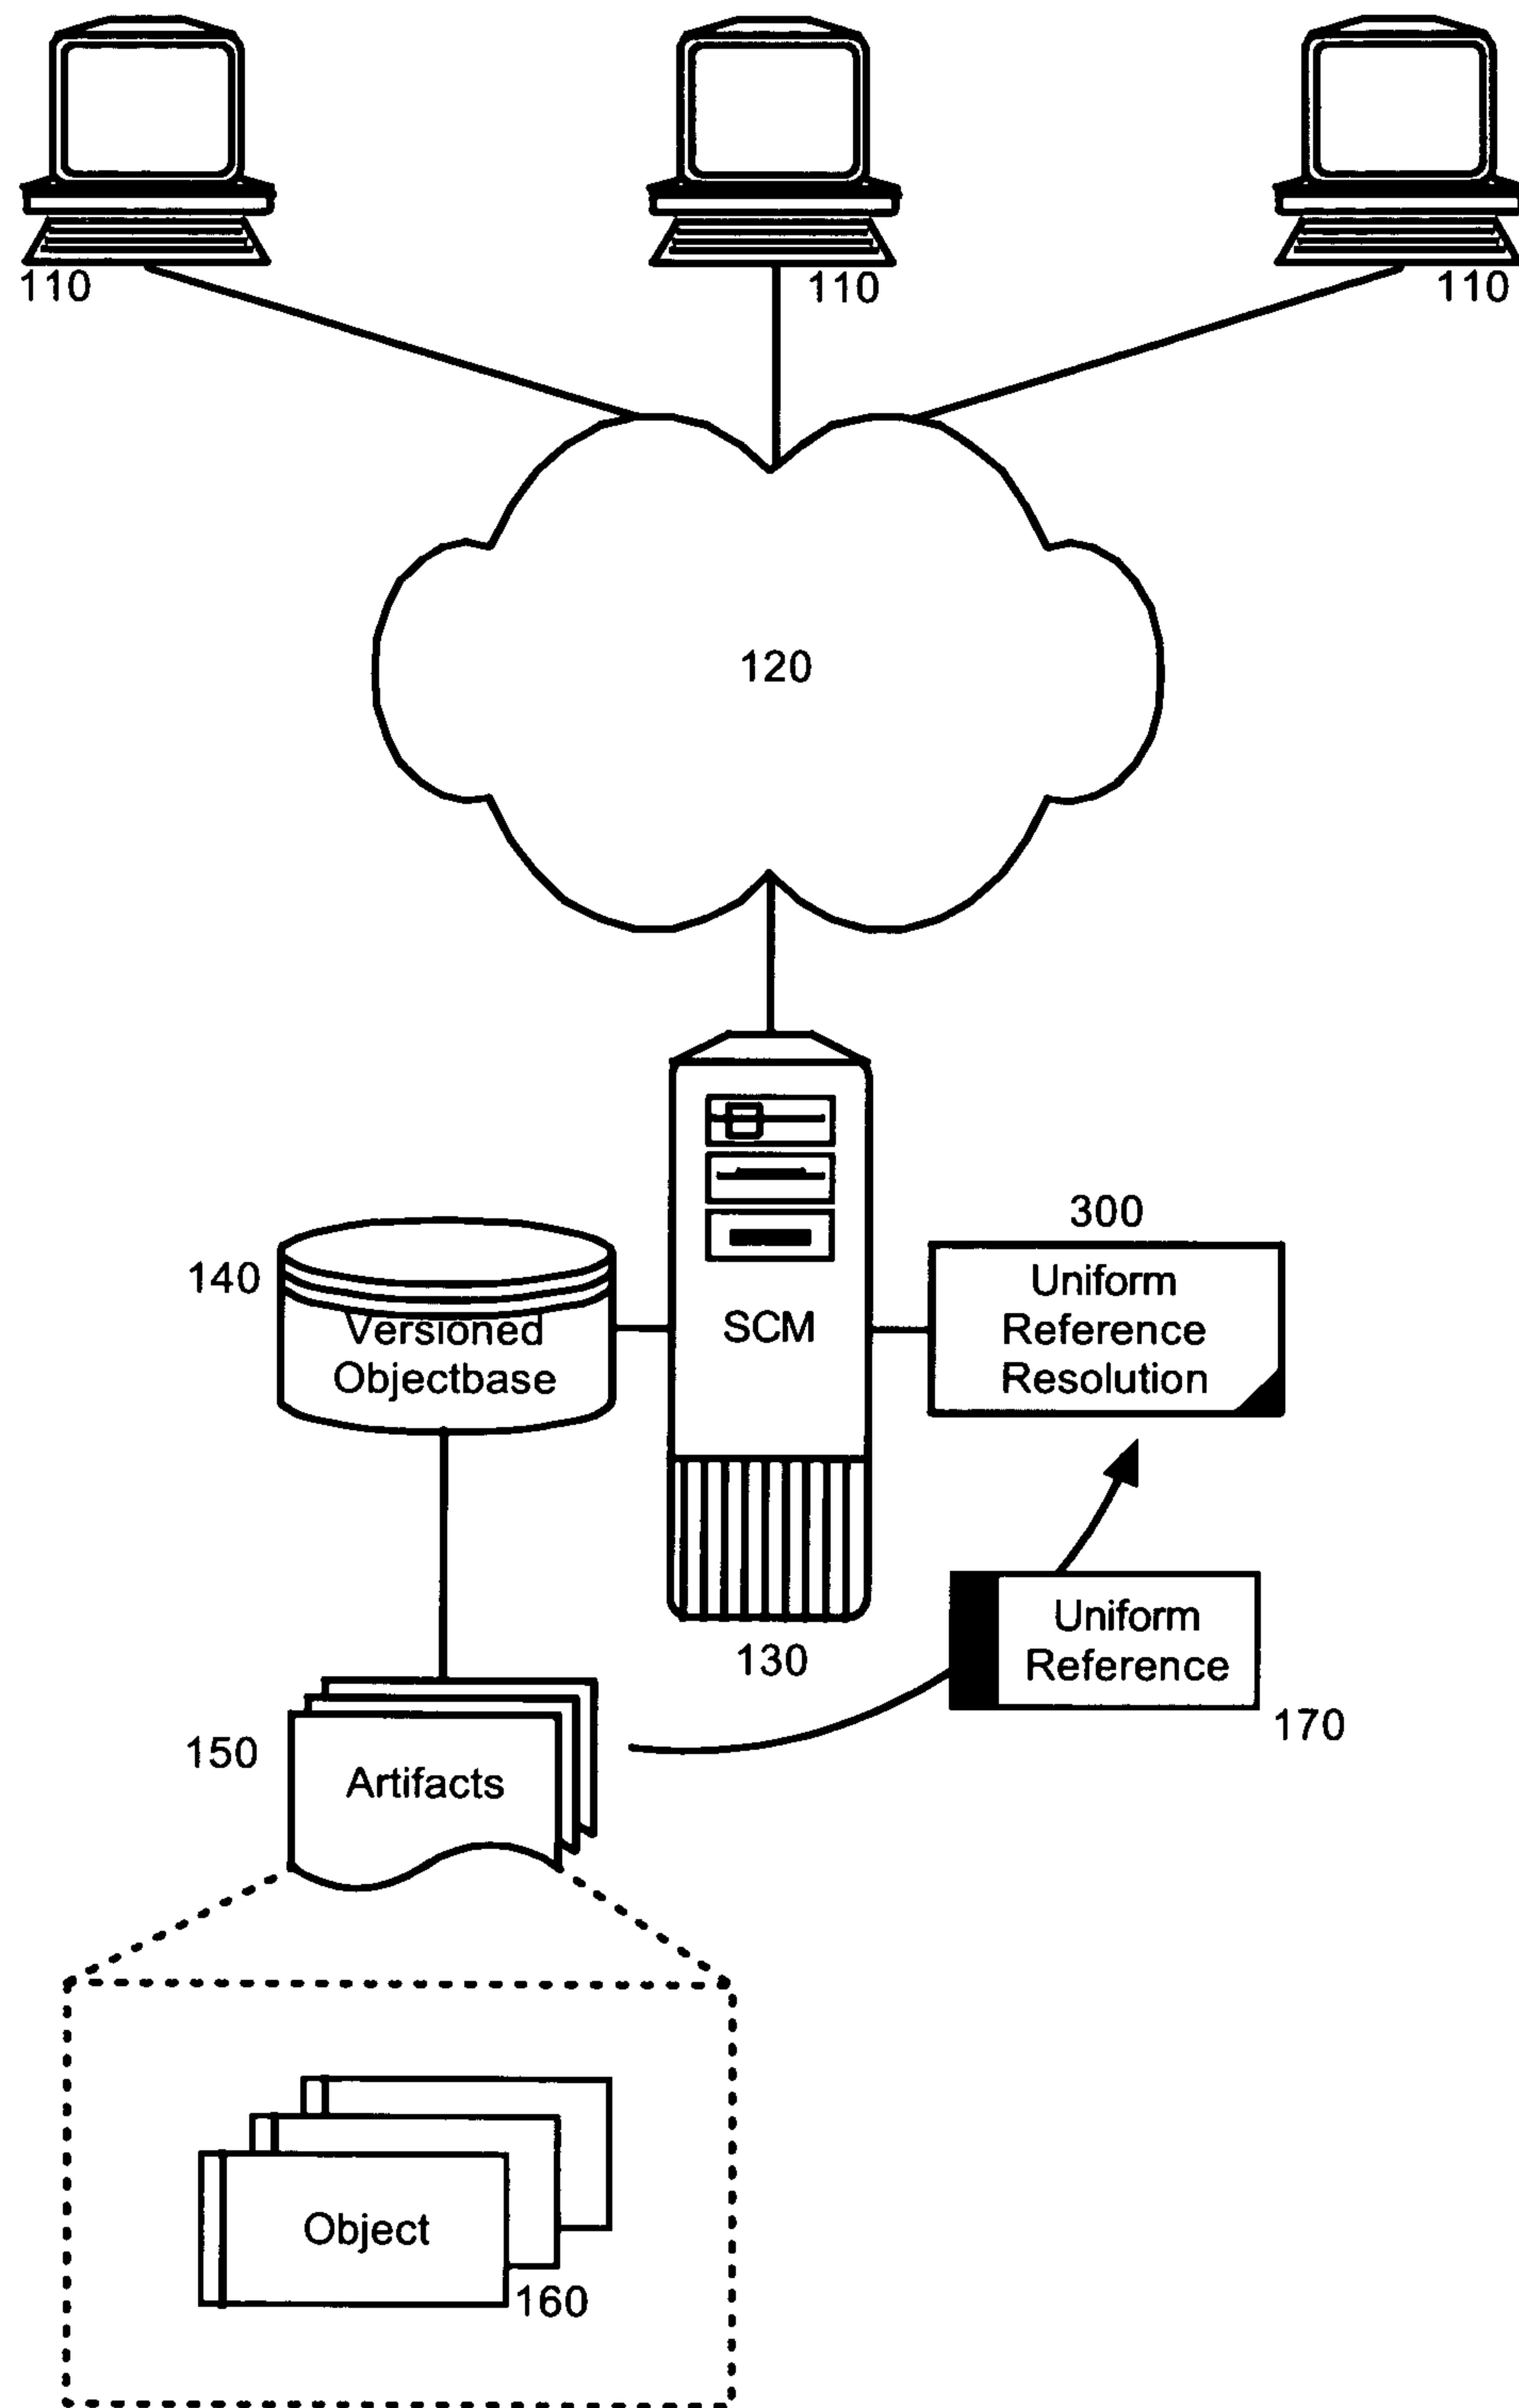 110
110
110
120
300
140
Versioned
Objectbase
SCM
Uniform
Reference
Resolution
130
Uniform
Reference
170
150
Artifacts
Object
160